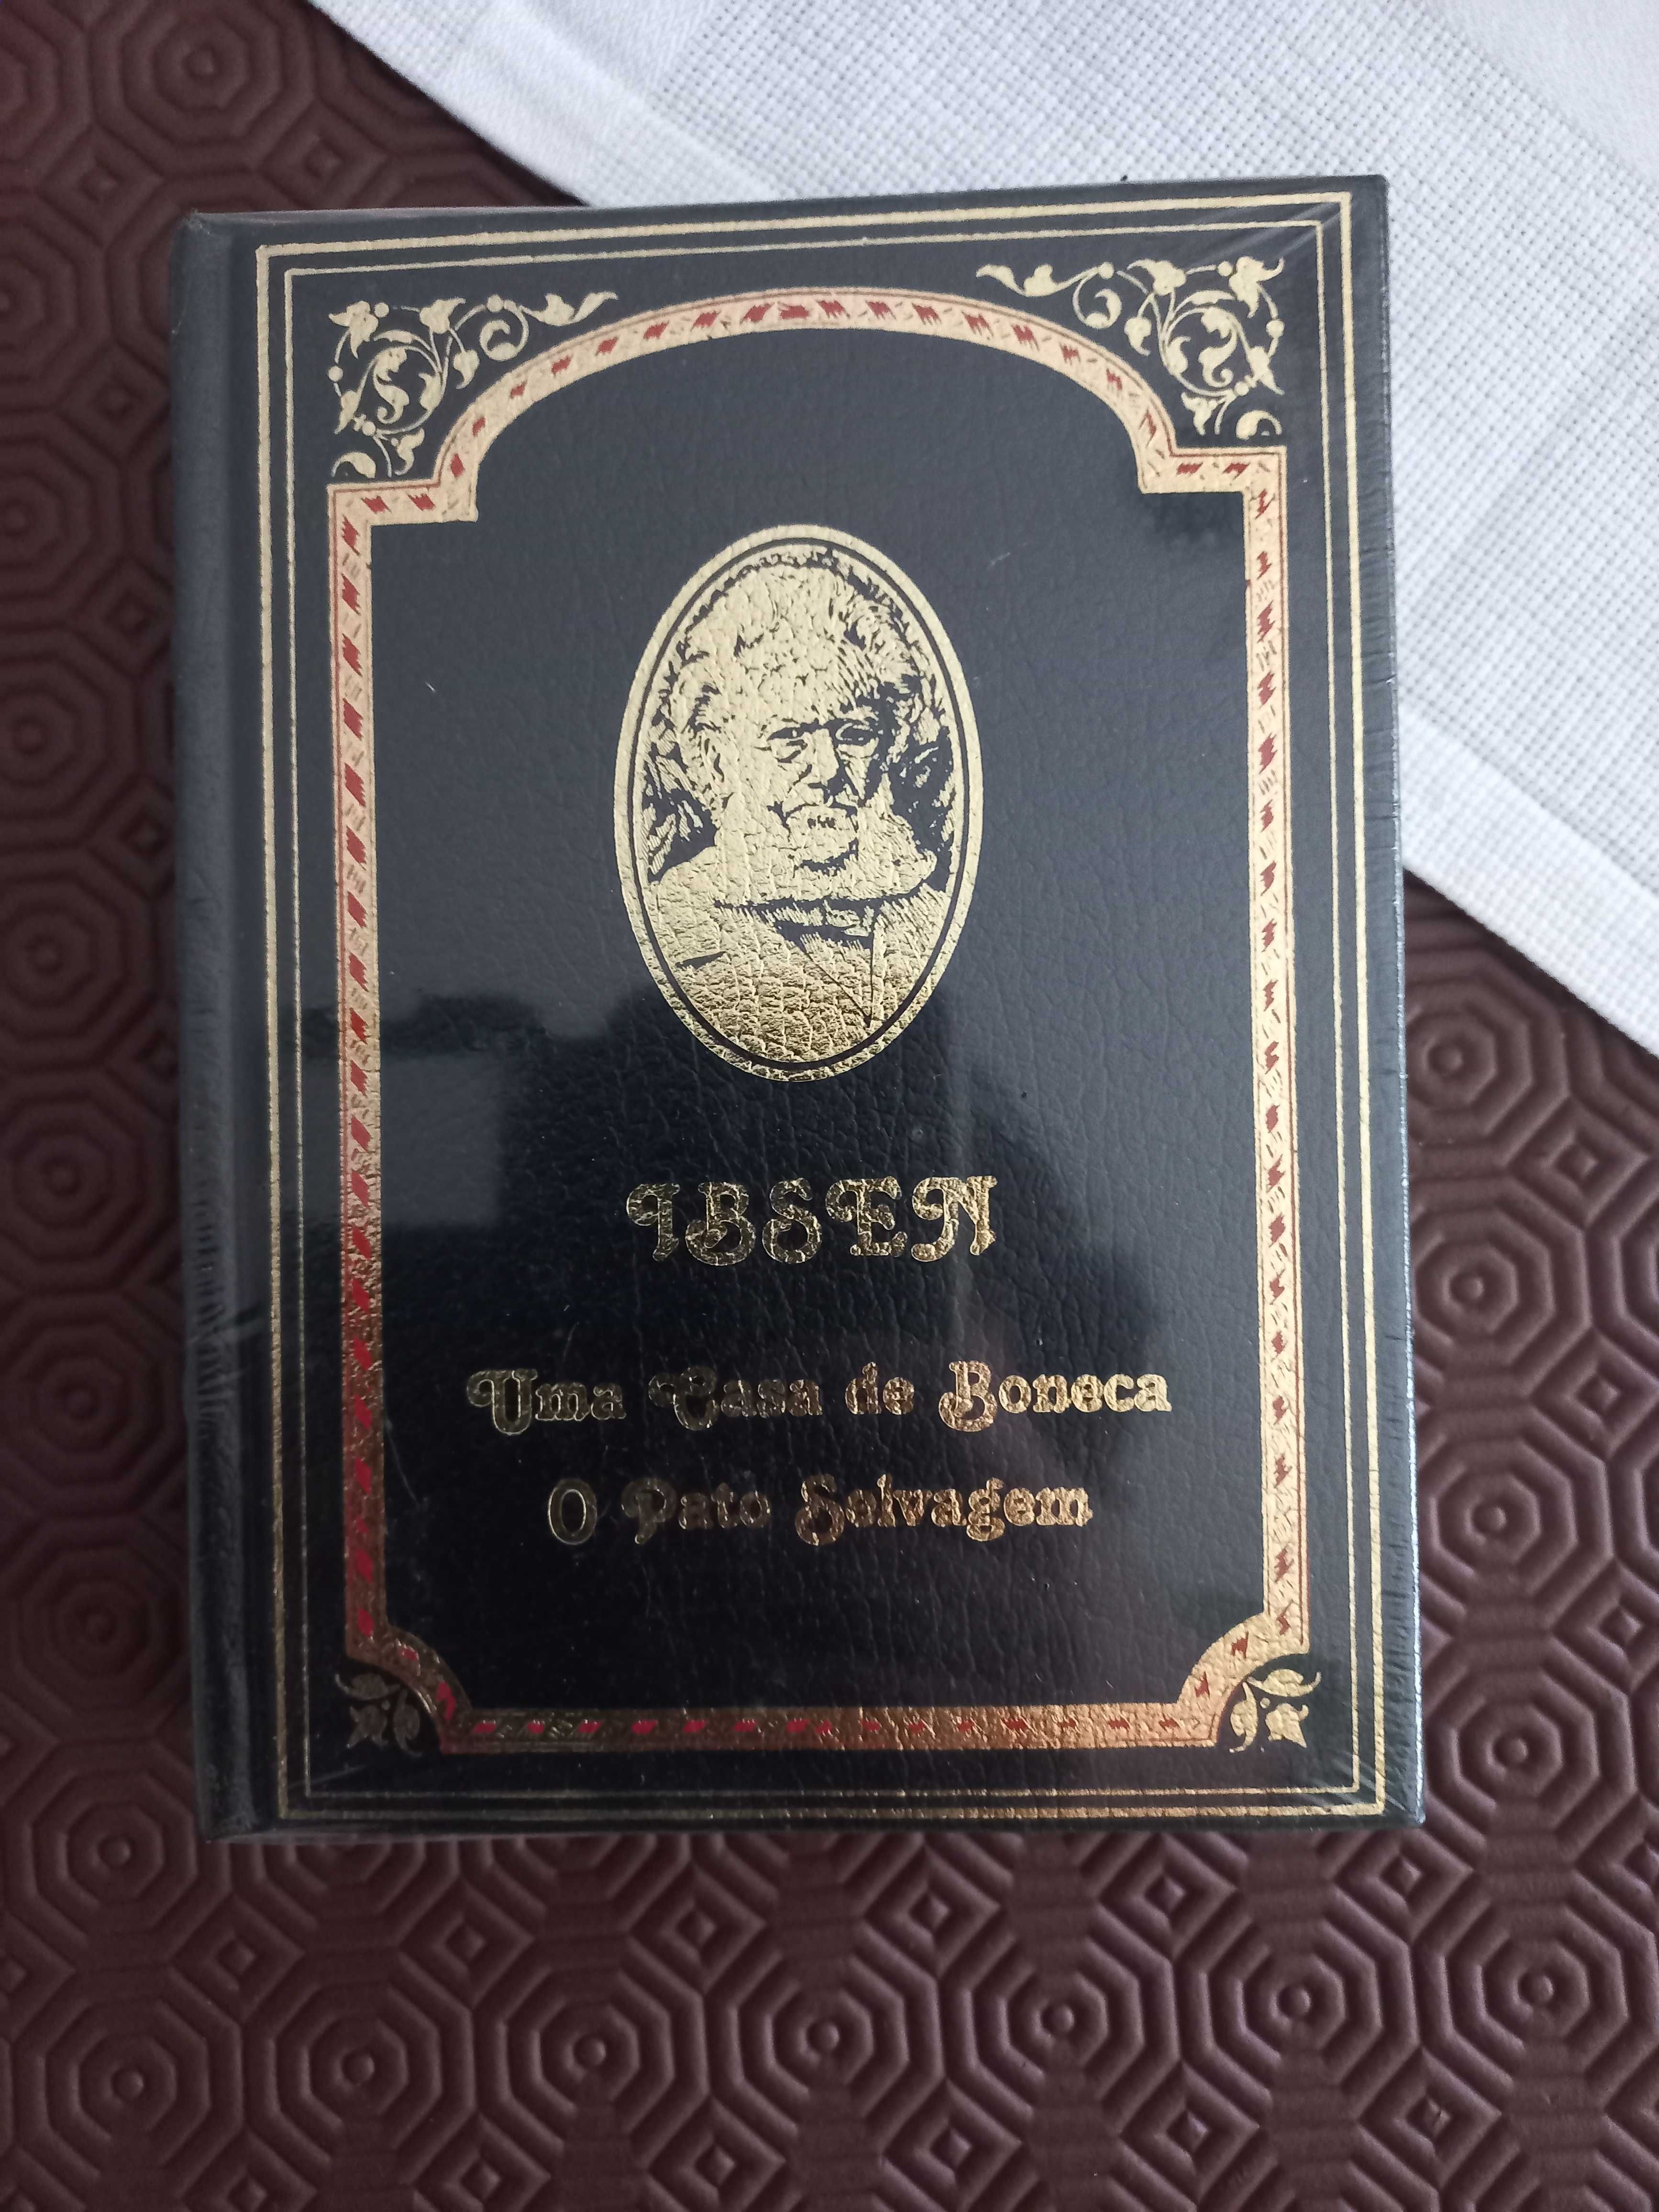 IBSEN
Uma Casa de Boneca
O Pato Selvagem